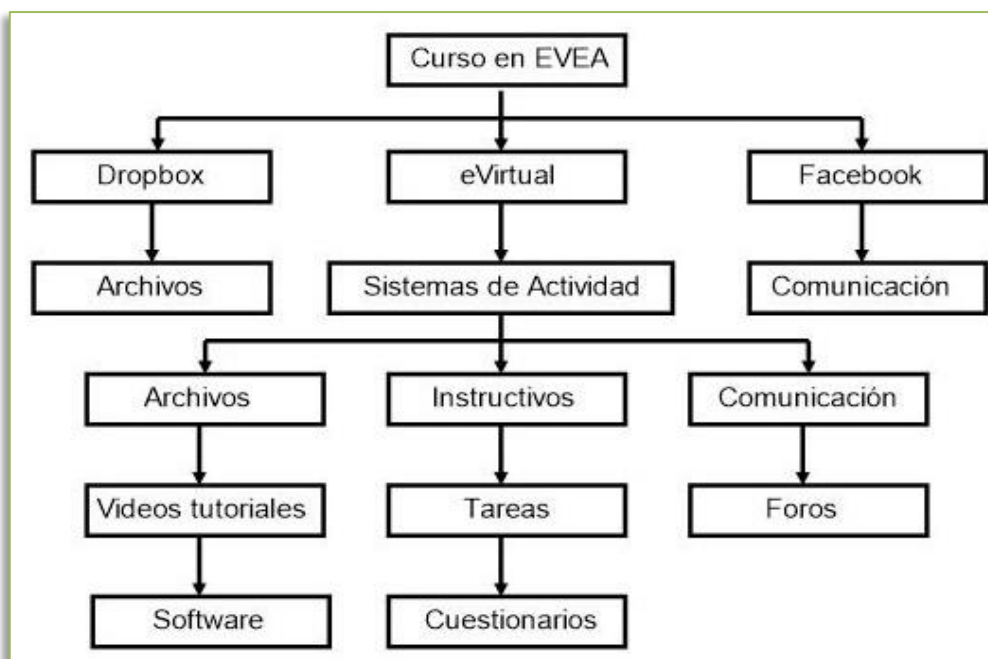 Curso en EVEA
Dropbox
eVirtual
Facebook
Archivos
Sistemas de Actividad
Comunicación
Archivos
Instructivos
Comunicación
Videos tutoriales
Tareas
Foros
Software
Cuestionarios